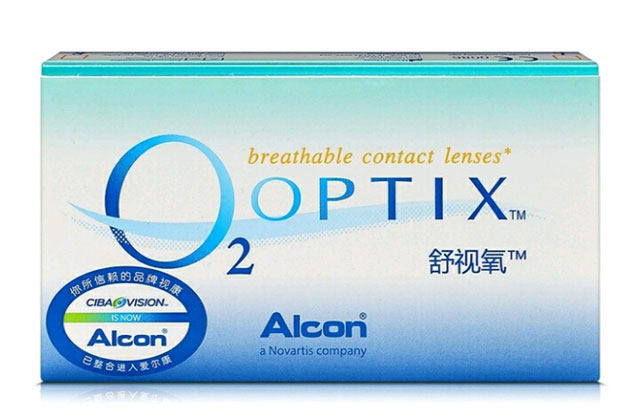 breathable contact lenses*
O2 OPTIX™
舒视氧™
你所信赖的品牌视康
CIBA VISION™
IS NOW
Alcon®
已整合进入爱尔康
Alcon®
a Novartis company